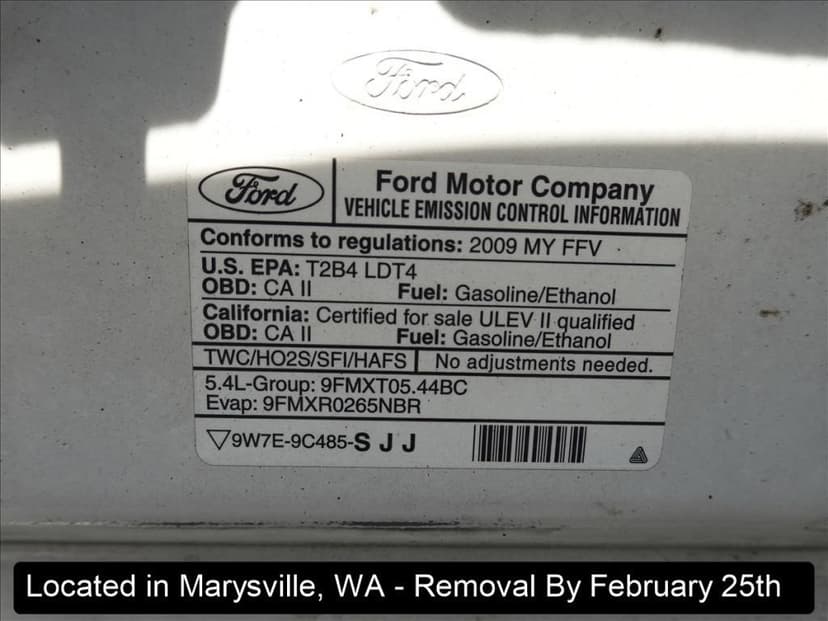 Ford
Ford
Ford Motor Company
VEHICLE EMISSION CONTROL INFORMATION
Conforms to regulations: 2009 MY FFV
U.S. EPA: T2B4 LDT4
OBD: CA II Fuel: Gasoline/Ethanol
California: Certified for sale ULEV II qualified
OBD: CA II Fuel: Gasoline/Ethanol
TWC/HO2S/SFI/HAFS No adjustments needed.
5.4L-Group: 9FMXT05.44BC
Evap: 9FMXR0265NBR
▽9W7E-9C485-S J J
Located in Marysville, WA - Removal By February 25th